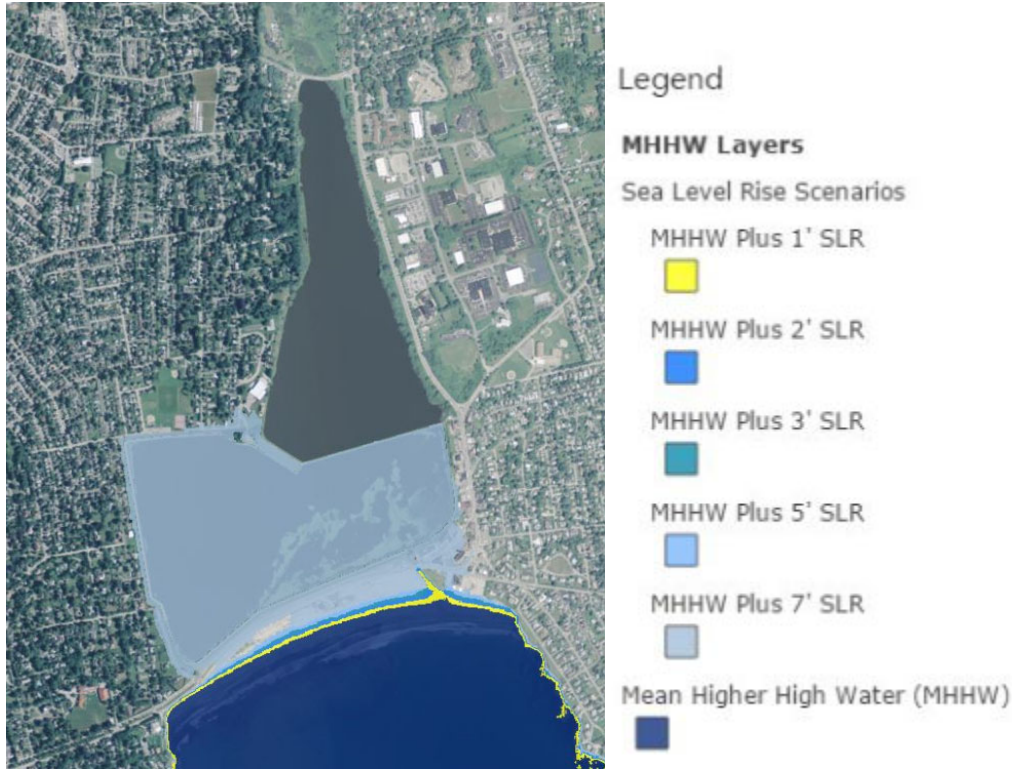 Legend
MHHW Layers
Sea Level Rise Scenarios
MHHW Plus 1' SLR
MHHW Plus 2' SLR
MHHW Plus 3' SLR
MHHW Plus 5' SLR
MHHW Plus 7' SLR
Mean Higher High Water (MHHW)